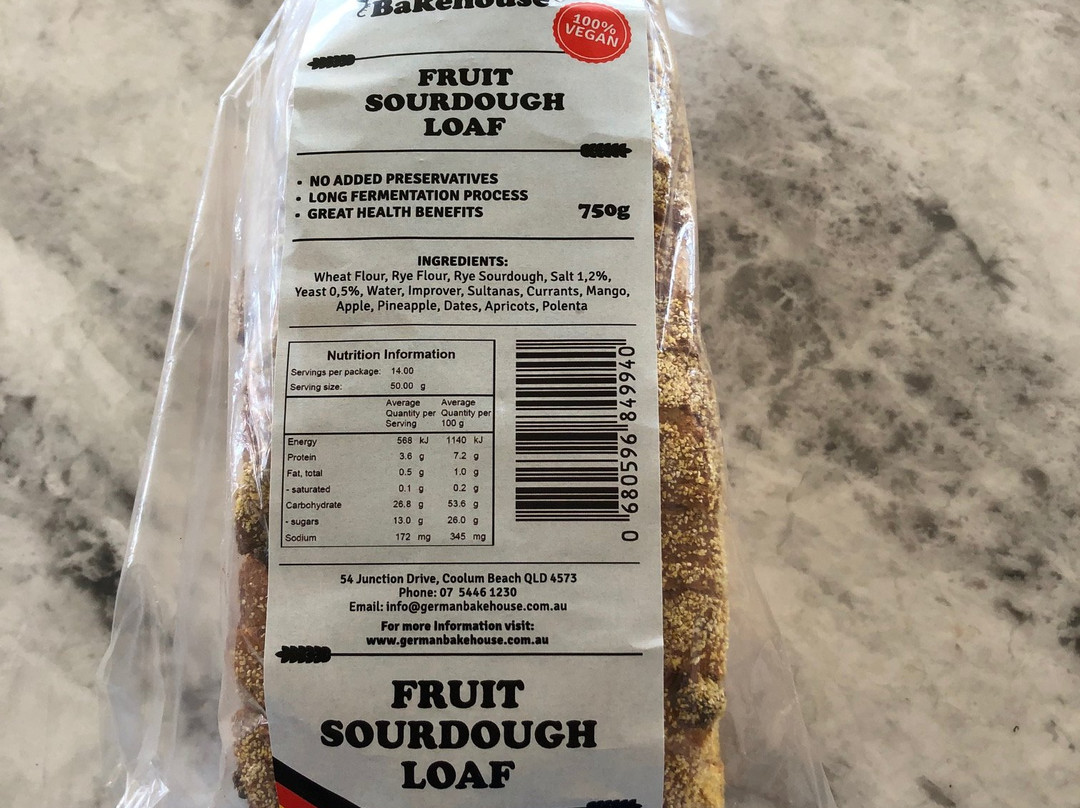 Bakehouse
100%
VEGAN
FRUIT
SOURDOUGH
LOAF
• NO ADDED PRESERVATIVES
• LONG FERMENTATION PROCESS
• GREAT HEALTH BENEFITS
750g
INGREDIENTS:
Wheat Flour, Rye Flour, Rye Sourdough, Salt 1,2%,
Yeast 0,5%, Water, Improver, Sultanas, Currants, Mango,
Apple, Pineapple, Dates, Apricots, Polenta
Nutrition Information
Servings per package: 14.00
Serving size: 50.00 g
Average Average
Quantity per Quantity per
Serving 100 g
Energy 568 kJ 1140 kJ
Protein 3.6 g 7.2 g
Fat, total 0.5 g 1.0 g
- saturated 0.1 g 0.2 g
Carbohydrate 26.8 g 53.6 g
- sugars 13.0 g 26.0 g
Sodium 172 mg 345 mg
0 680596 849940
54 Junction Drive, Coolum Beach QLD 4573
Phone: 07 5446 1230
Email: info@germanbakehouse.com.au
For more Information visit:
www.germanbakehouse.com.au
FRUIT
SOURDOUGH
LOAF